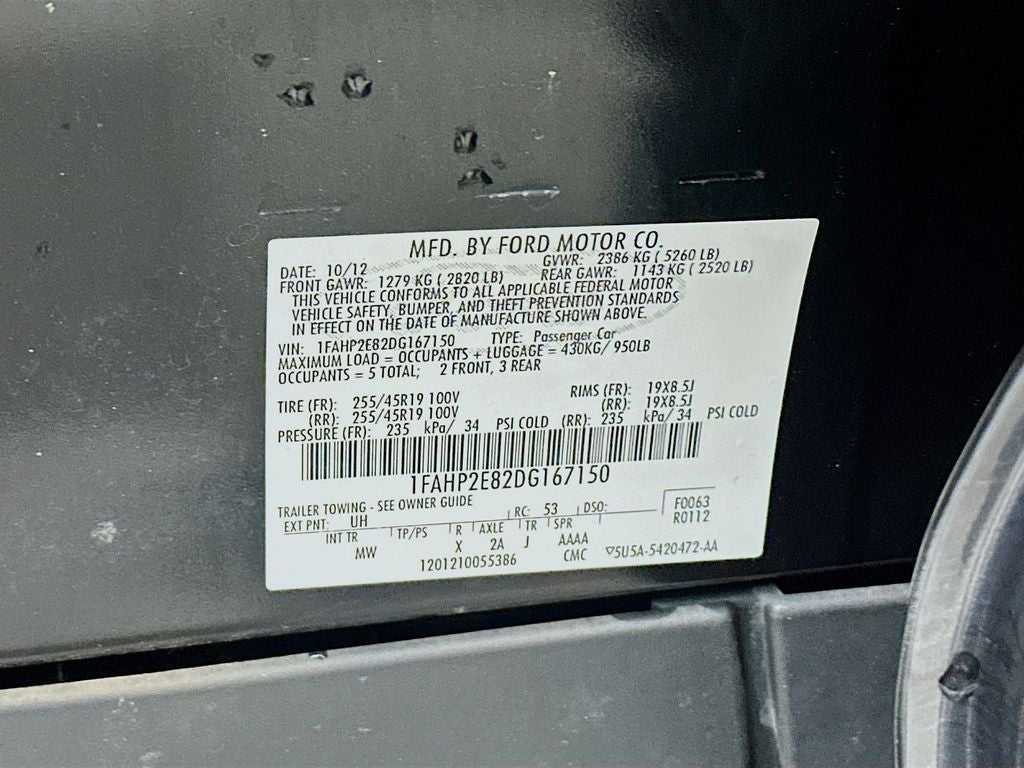 MFD. BY FORD MOTOR CO.
DATE: 10/12 GVWR: 2386 KG ( 5260 LB)
FRONT GAWR: 1279 KG ( 2820 LB) REAR GAWR: 1143 KG ( 2520 LB)
THIS VEHICLE CONFORMS TO ALL APPLICABLE FEDERAL MOTOR
VEHICLE SAFETY, BUMPER, AND THEFT PREVENTION STANDARDS
IN EFFECT ON THE DATE OF MANUFACTURE SHOWN ABOVE.
VIN: 1FAHP2E82DG167150 TYPE: Passenger Car
MAXIMUM LOAD = OCCUPANTS + LUGGAGE = 430KG/ 950LB
OCCUPANTS = 5 TOTAL; 2 FRONT, 3 REAR
TIRE (FR): 255/45R19 100V RIMS (FR): 19X8.5J
(RR): 255/45R19 100V (RR): 19X8.5J
PRESSURE (FR): 235 kPa/ 34 PSI COLD (RR): 235 kPa/ 34 PSI COLD
1FAHP2E82DG167150
TRAILER TOWING - SEE OWNER GUIDE
EXT PNT: UH RC: 53 DSO: F0063
R0112
INT TR TP/PS R AXLE TR SPR
MW X 2A J AAAA
1201210055386 CMC ▽5U5A-5420472-AA